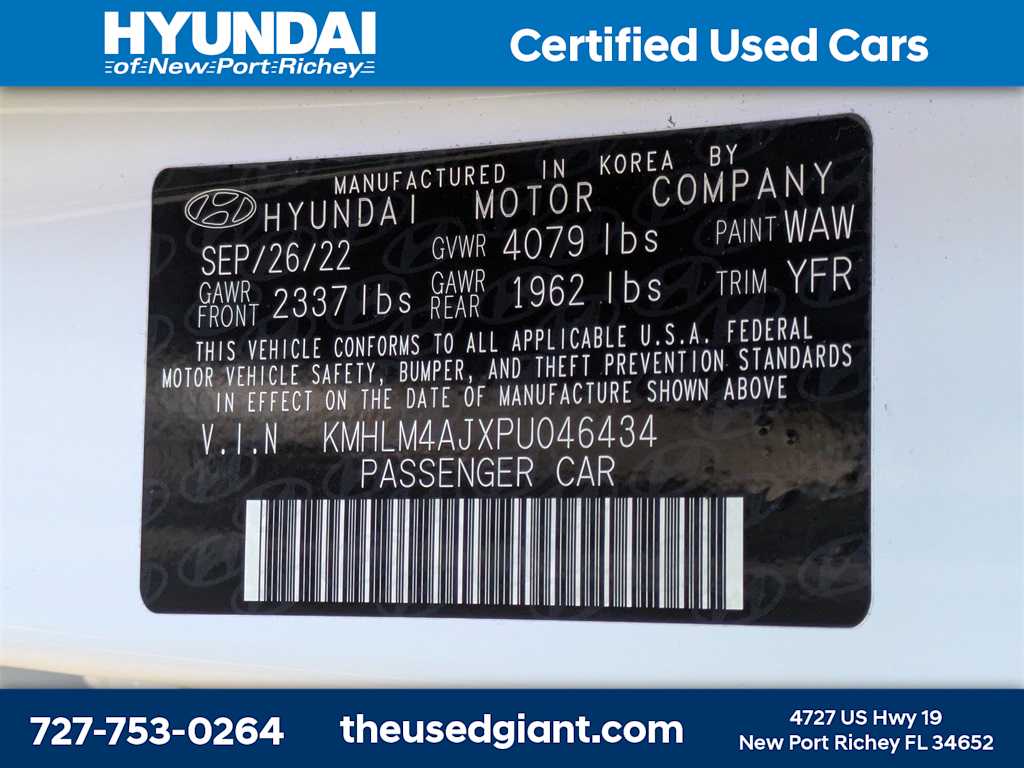 HYUNDAI
of New Port Richey
Certified Used Cars
MANUFACTURED IN KOREA BY
HYUNDAI MOTOR COMPANY
SEP/26/22 GVWR 4079 lbs PAINT WAW
GAWR FRONT 2337 lbs GAWR REAR 1962 lbs TRIM YFR
THIS VEHICLE CONFORMS TO ALL APPLICABLE U.S.A. FEDERAL
MOTOR VEHICLE SAFETY, BUMPER, AND THEFT PREVENTION STANDARDS
IN EFFECT ON THE DATE OF MANUFACTURE SHOWN ABOVE
V.I.N KMHLM4AJXPU046434
PASSENGER CAR
727-753-0264
theusedgiant.com
4727 US Hwy 19
New Port Richey FL 34652